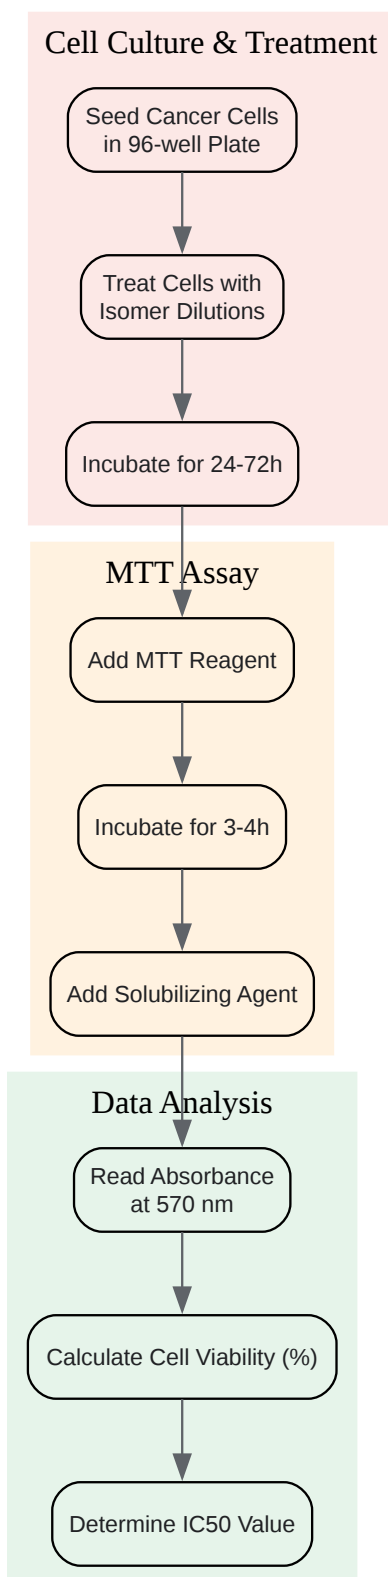 Cell Culture & Treatment
Seed Cancer Cells
in 96-well Plate
Treat Cells with
Isomer Dilutions
Incubate for 24-72h
MTT Assay
Add MTT Reagent
Incubate for 3-4h
Add Solubilizing Agent
Data Analysis
Read Absorbance
at 570 nm
Calculate Cell Viability (%)
Determine IC50 Value